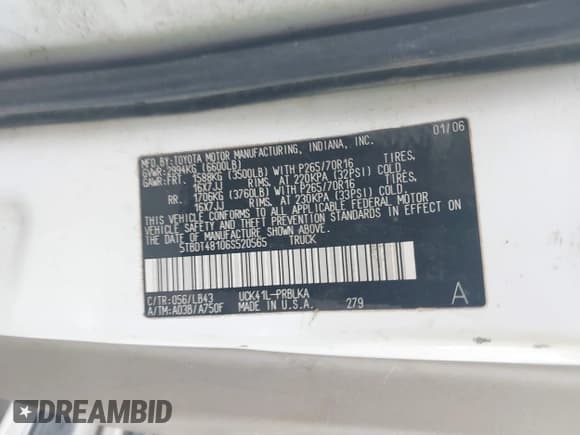 MFD.BY:TOYOTA MOTOR MANUFACTURING, INDIANA, INC. 01/06
GVWR:2994KG (6600LB)
GAWR:FRT. 1588KG (3500LB) WITH P265/70R16 TIRES.
16X7JJ RIMS. AT 220KPA (32PSI) COLD.
RR. 1706KG (3760LB) WITH P265/70R16 TIRES.
16X7JJ RIMS. AT 230KPA (33PSI) COLD.
THIS VEHICLE CONFORMS TO ALL APPLICABLE FEDERAL MOTOR
VEHICLE SAFETY AND THEFT PREVENTION STANDARDS IN EFFECT ON
THE DATE OF MANUFACTURE SHOWN ABOVE.
5TBDT48106S520565 TRUCK
C/TR:056/LB43 UCK41L-PRBLKA
A/TM:A03B/A750F MADE IN U.S.A. 279 A
DREAMBID